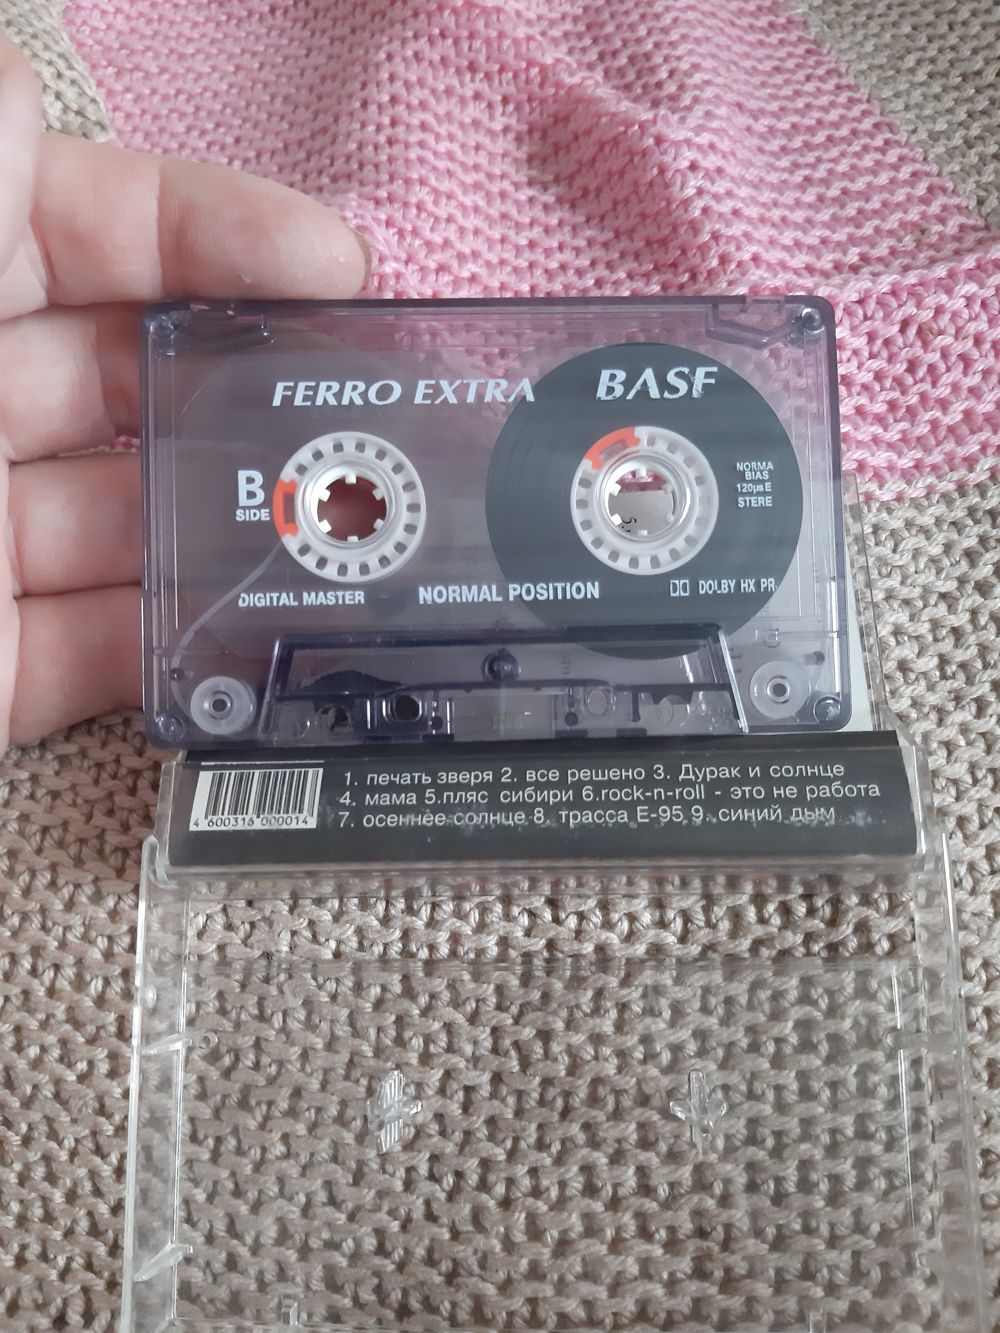 FERRO EXTRA BASF
B
SIDE
NORMA
BIAS
120µs E
STERE
DIGITAL MASTER NORMAL POSITION DOLBY HX PR
1. печать зверя 2. все решено 3. Дурак и солнце
4. мама 5.пляс сибири 6.rock-n-roll - это не работа
7. осеннее солнце 8. трасса Е-95 9. синий дым
4 600316 000014